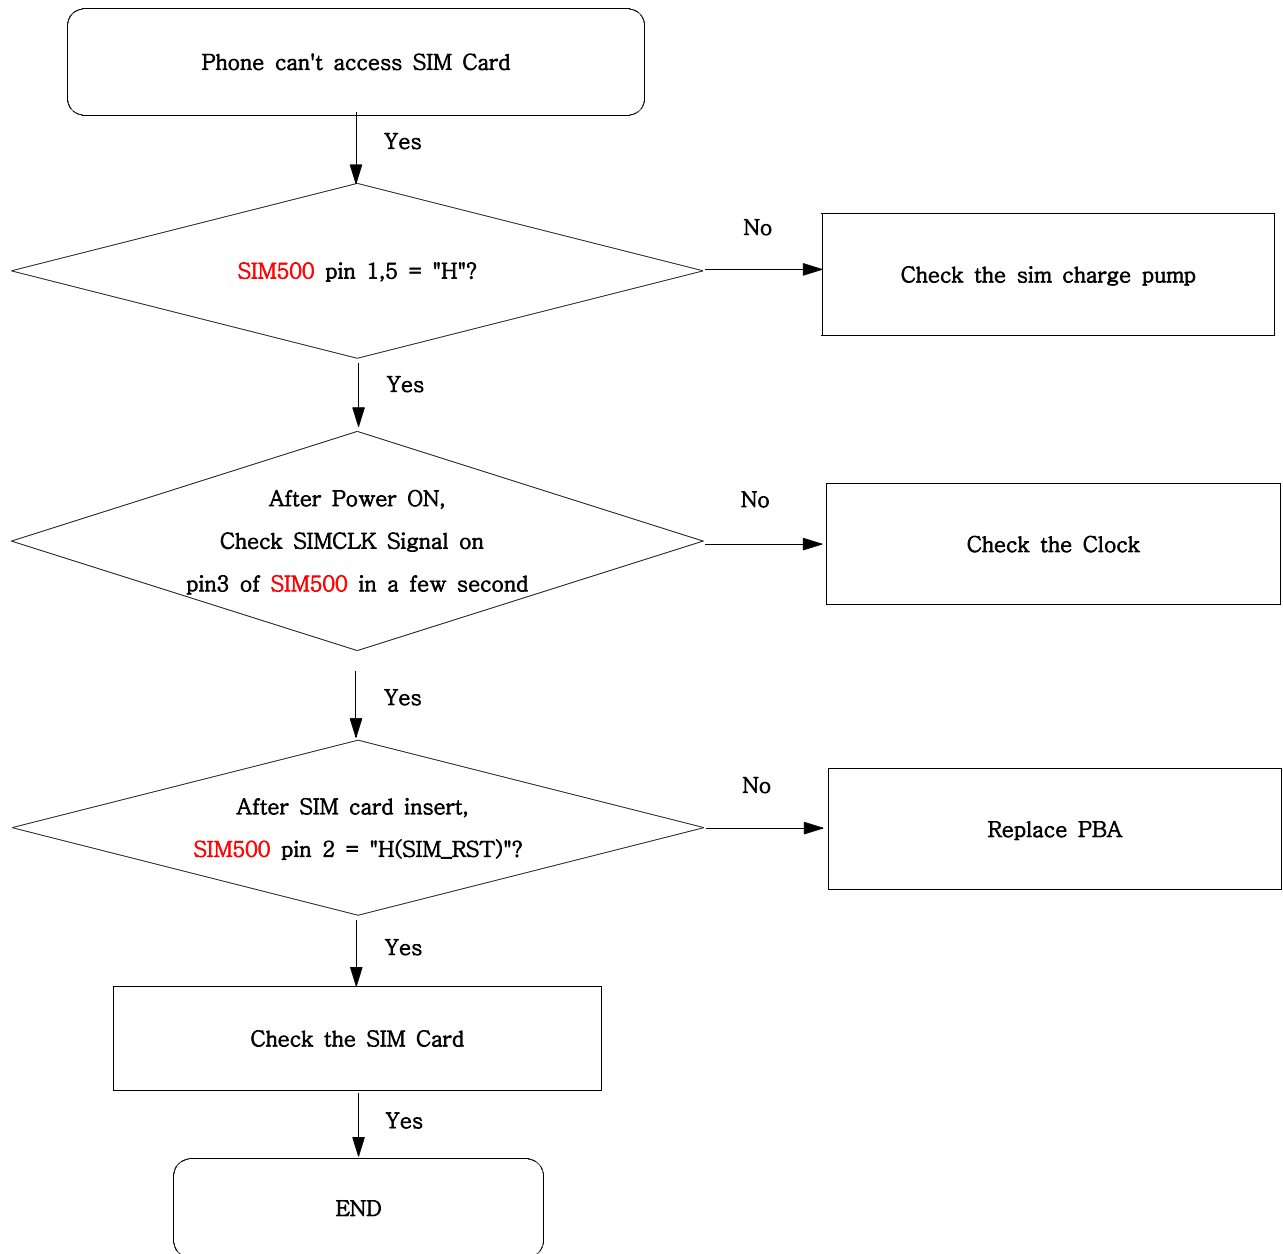 Phone can't access SIM Card
Yes
SIM500 pin 1,5 = "H"?
No
Check the sim charge pump
Yes
After Power ON,
Check SIMCLK Signal on
pin3 of SIM500 in a few second
No
Check the Clock
Yes
After SIM card insert,
SIM500 pin 2 = "H(SIM_RST)"?
No
Replace PBA
Yes
Check the SIM Card
Yes
END